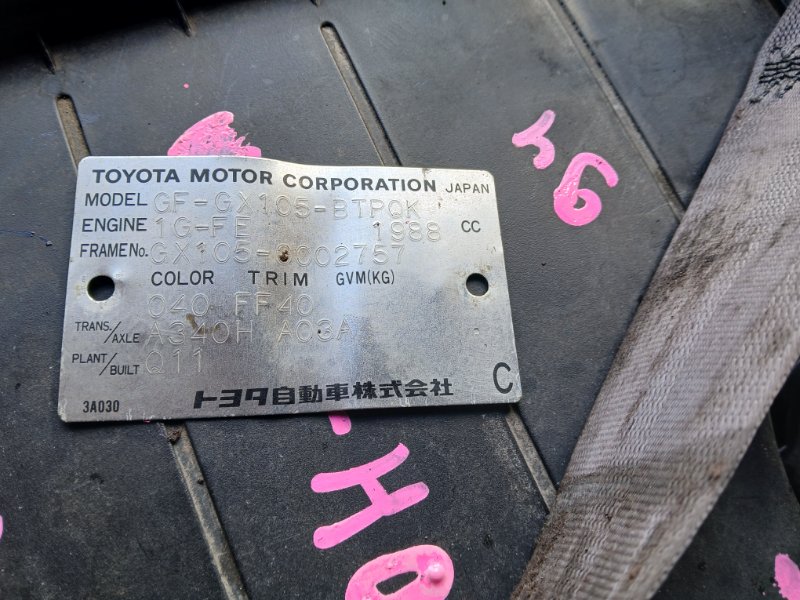 TOYOTA MOTOR CORPORATION JAPAN
MODEL GF-GX105-BTPQK
ENGINE 1G-FE 1988 CC
FRAME No. GX105-0002757
COLOR TRIM GVM(KG)
040 FF40
TRANS./AXLE A340H A03A
PLANT/BUILT Q11
3A030 トヨタ自動車株式会社 C